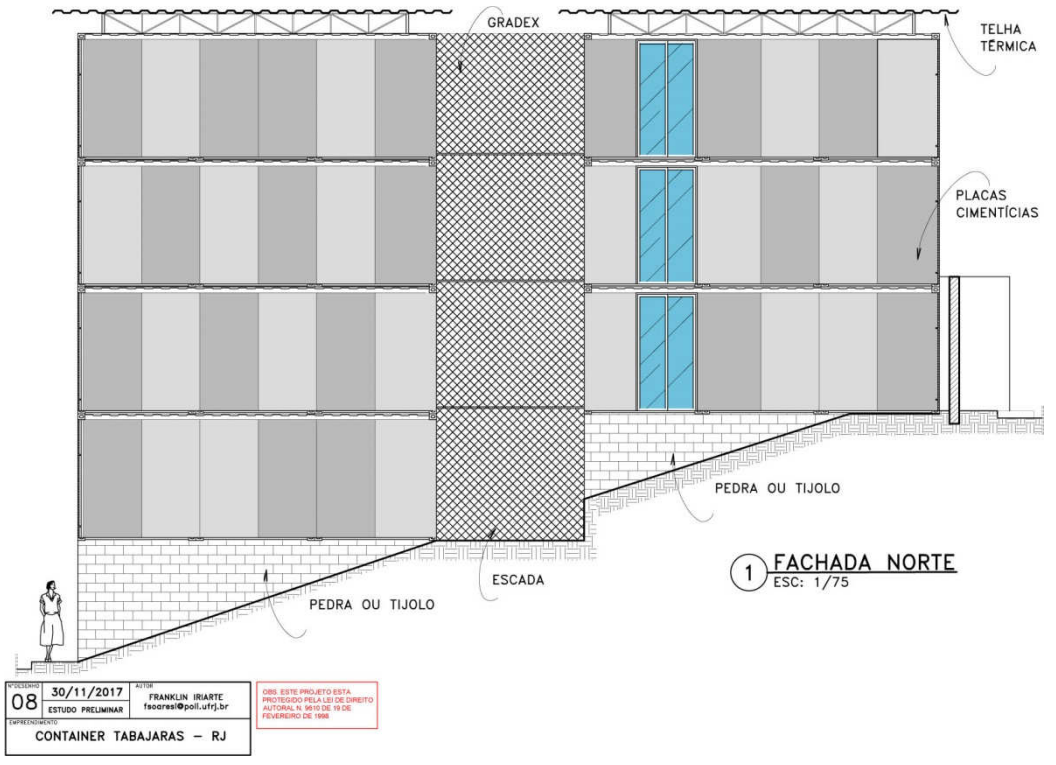 GRADEX
TELHA
TÉRMICA
PLACAS
CIMENTÍCIAS
PEDRA OU TIJOLO
ESCADA
PEDRA OU TIJOLO
1 FACHADA NORTE
ESC: 1/75
N°DESENHO
08
30/11/2017
ESTUDO PRELIMINAR
AUTOR
FRANKLIN IRIARTE
fsoaresl@poli.ufrj.br
EMPREENDIMENTO
CONTAINER TABAJARAS – RJ
OBS: ESTE PROJETO ESTA
PROTEGIDO PELA LEI DE DIREITO
AUTORAL N. 9610 DE 19 DE
FEVEREIRO DE 1998